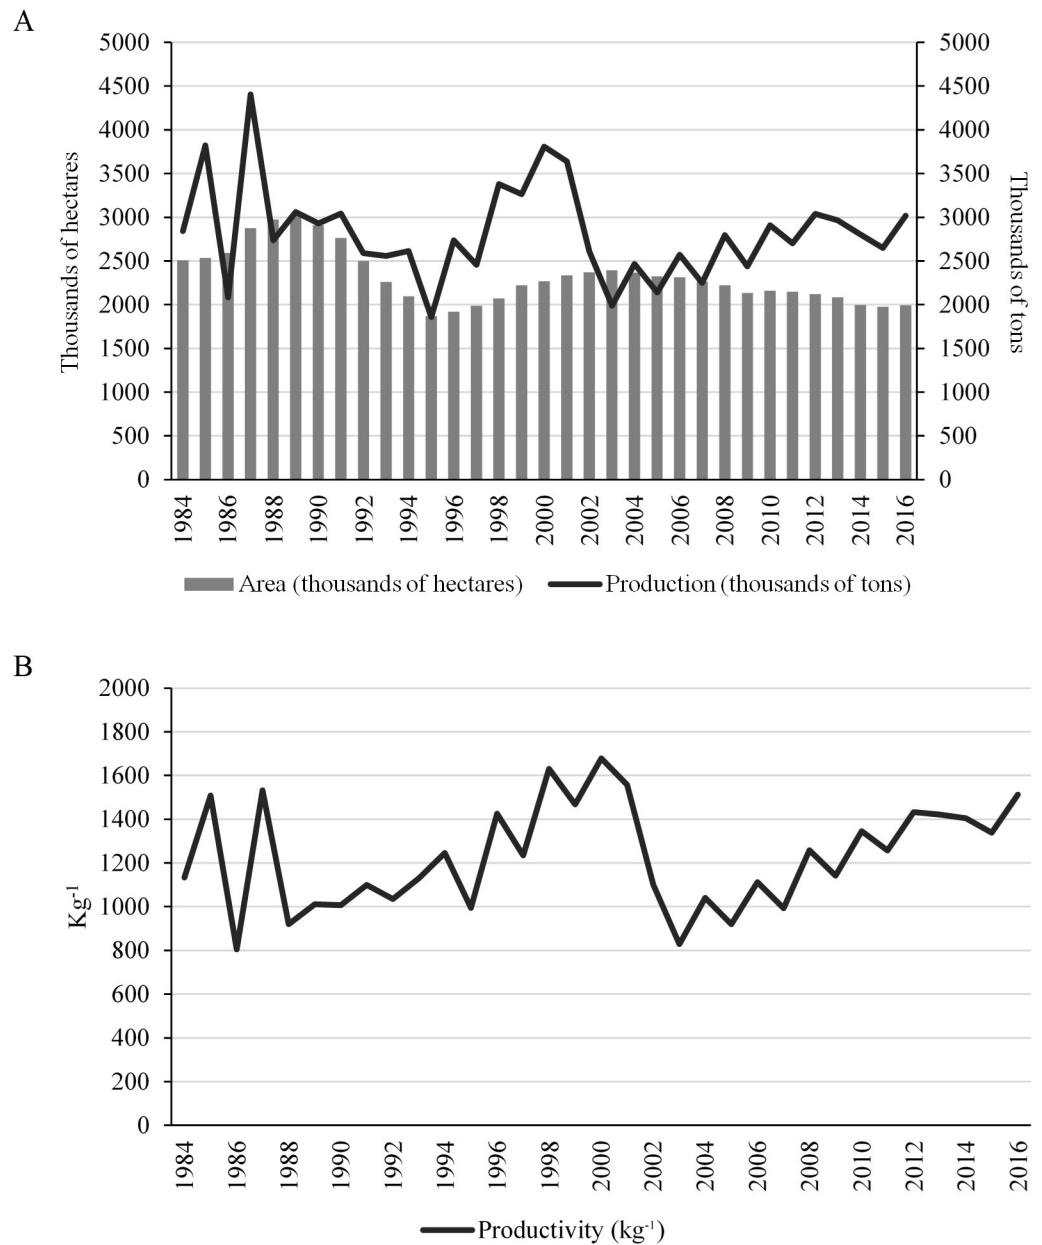 A
5000 5000
4500 4500
4000 4000
3500 3500
3000 3000
2500 2500
2000 2000
1500 1500
1000 1000
500 500
0 0
Thousands of hectares
Thousands of tons
1984 1986 1988 1990 1992 1994 1996 1998 2000 2002 2004 2006 2008 2010 2012 2014 2016
Area (thousands of hectares) Production (thousands of tons)
B
2000
1800
1600
1400
1200
1000
800
600
400
200
0
Kg⁻¹
1984 1986 1988 1990 1992 1994 1996 1998 2000 2002 2004 2006 2008 2010 2012 2014 2016
Productivity (kg⁻¹)